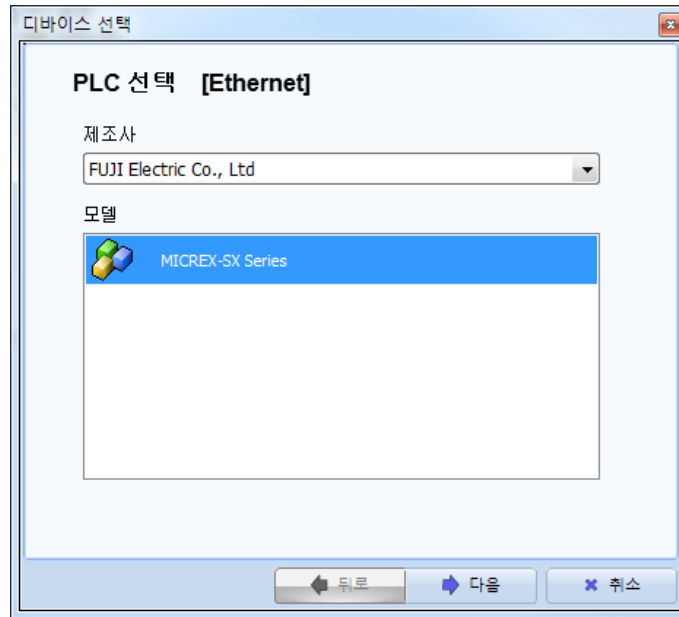 디바이스 선택
PLC 선택 [Ethernet]
제조사
FUJI Electric Co., Ltd
모델
MICREX-SX Series
뒤로 다음 취소